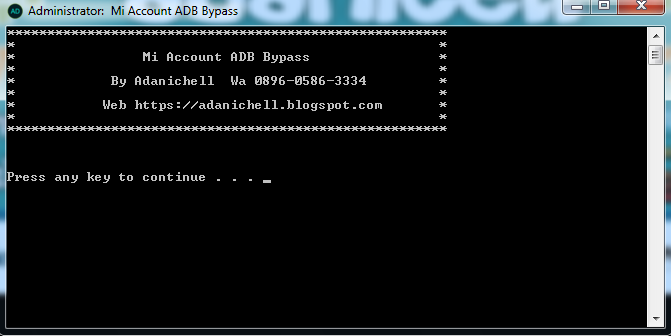 Administrator: Mi Account ADB Bypass
*******************************************************
* *
* Mi Account ADB Bypass *
* *
* By Adanichell Wa 0896-0586-3334 *
* *
* Web https://adanichell.blogspot.com *
* *
*******************************************************
Press any key to continue . . . _